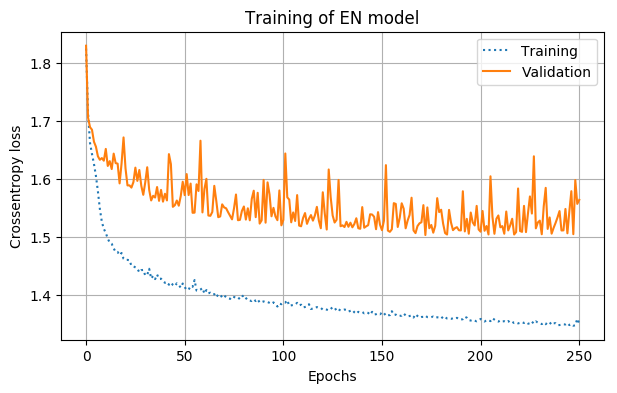 Training of EN model
Training
Validation
Crossentropy loss
1.8
1.7
1.6
1.5
1.4
0 50 100 150 200 250
Epochs